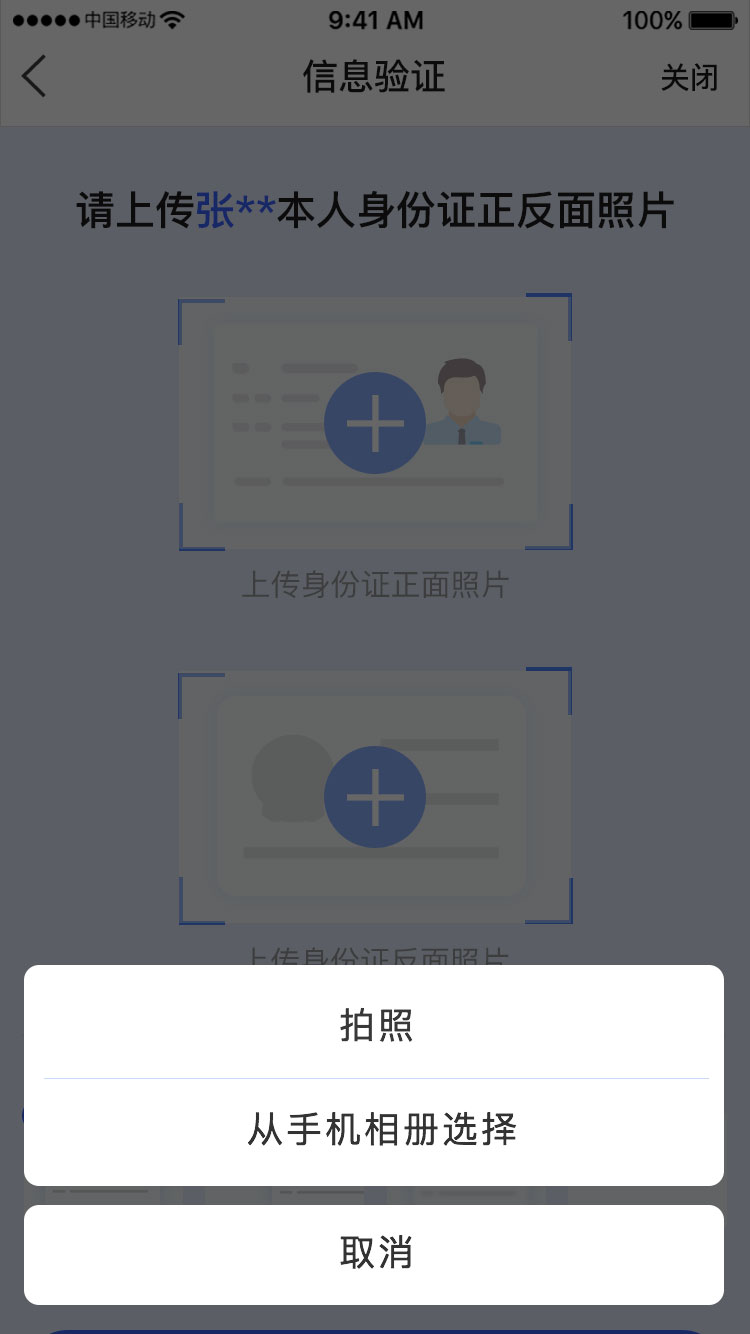 中国移动 9:41 AM 100%
信息验证 关闭
请上传张**本人身份证正反面照片
上传身份证正面照片
上传身份证反面照片
拍照
从手机相册选择
取消